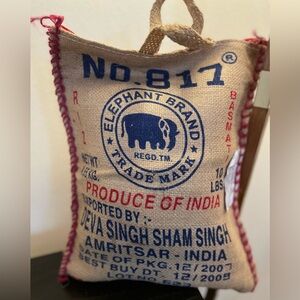 NO. 817 ®
ELEPHANT BRAND
REGD. TM.
TRADE MARK
BASMATI
NET
KG.
10
LBS.
PRODUCE OF INDIA
IMPORTED BY :-
DEVA SINGH SHAM SINGH
AMRITSAR - INDIA
DATE OF PKG. 12/2007
BEST BUY DT. 12/2009
LOT NO.